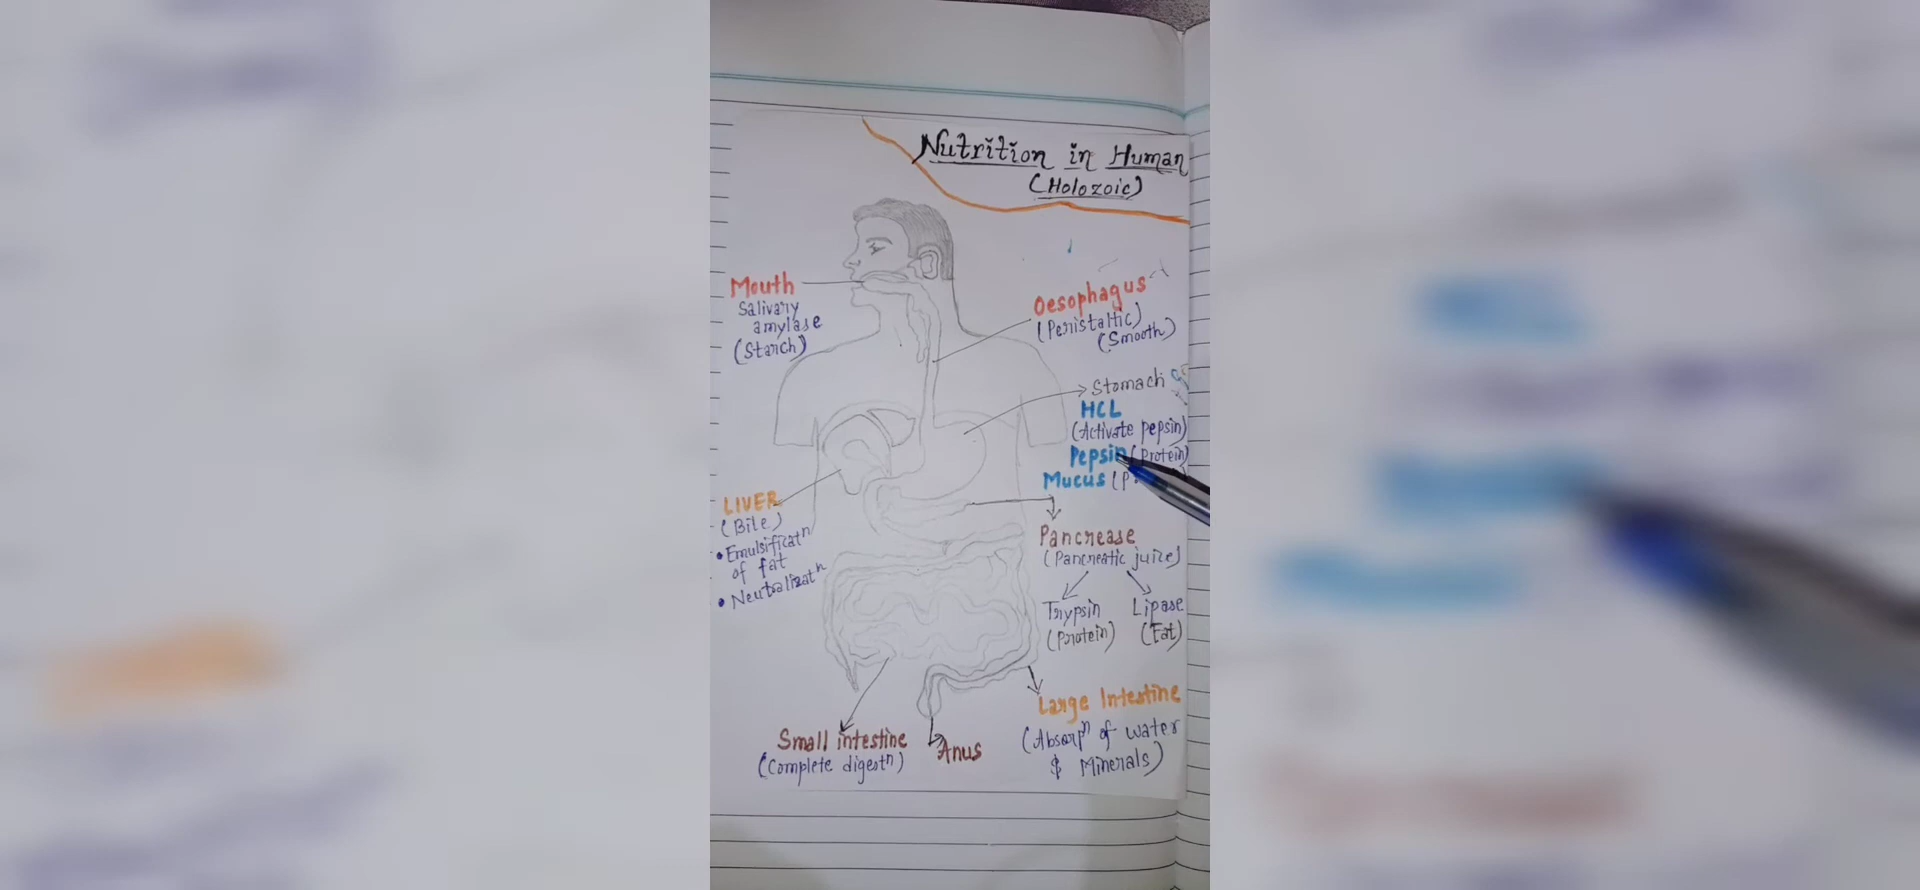 Nutrition in Human
(Holozoic)
Mouth
Salivary
amylase
(Starch)
Oesophagus
(Peristaltic)
(Smooth)
Stomach
HCL
(Activate pepsin)
Pepsin (Protein)
Mucus (P
LIVER
(Bile)
• Emulsificatⁿ
of fat
• Neutralizatⁿ
Pancrease
(Pancreatic juice)
Trypsin
(Protein)
Lipase
(Fat)
Large Intestine
(Absorpⁿ of water
& Minerals)
Small intestine
(Complete digestⁿ)
Anus